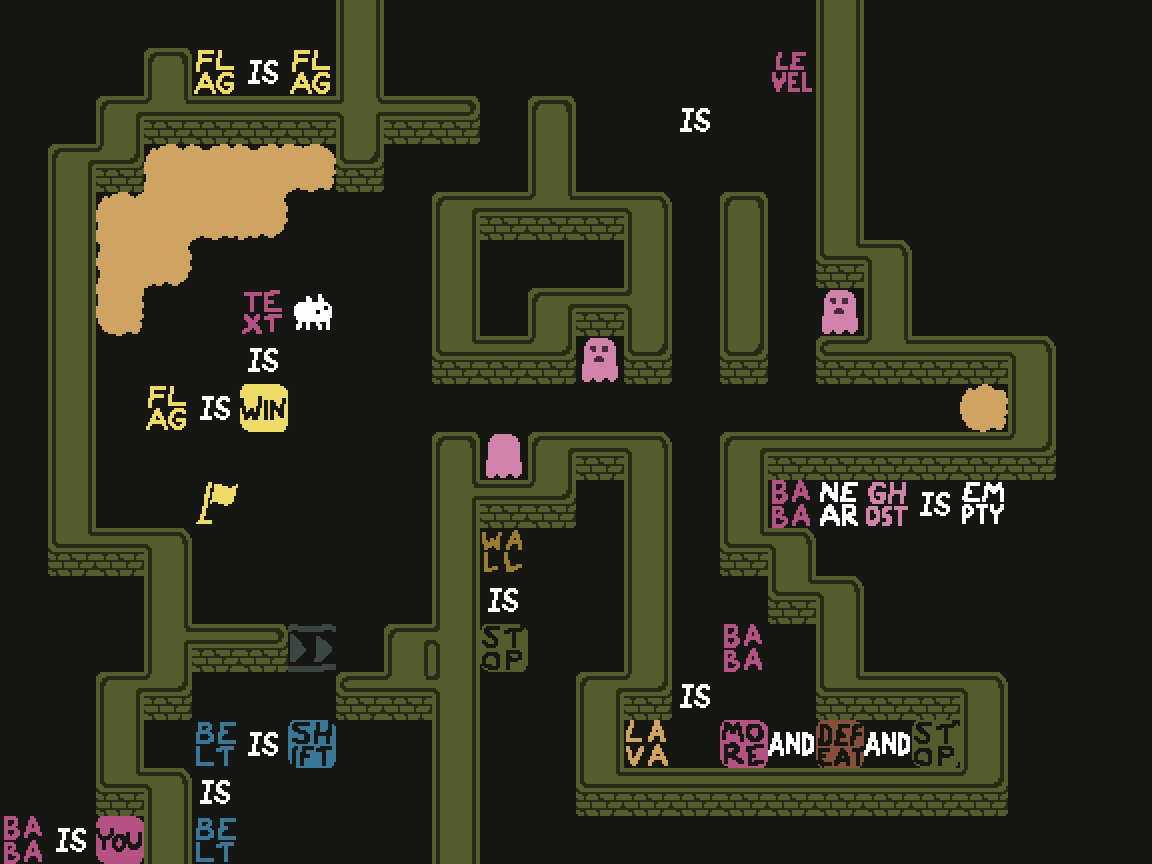 FLAG IS FLAG
LEVEL
IS
TEXT
IS
FLAG IS WIN
BABA NEAR GHOST IS EMPTY
WALL
IS
STOP
BABA
IS
BELT IS SHIFT
LAVA MORE AND DEFEAT AND STOP
IS
BABA IS YOU
BELT